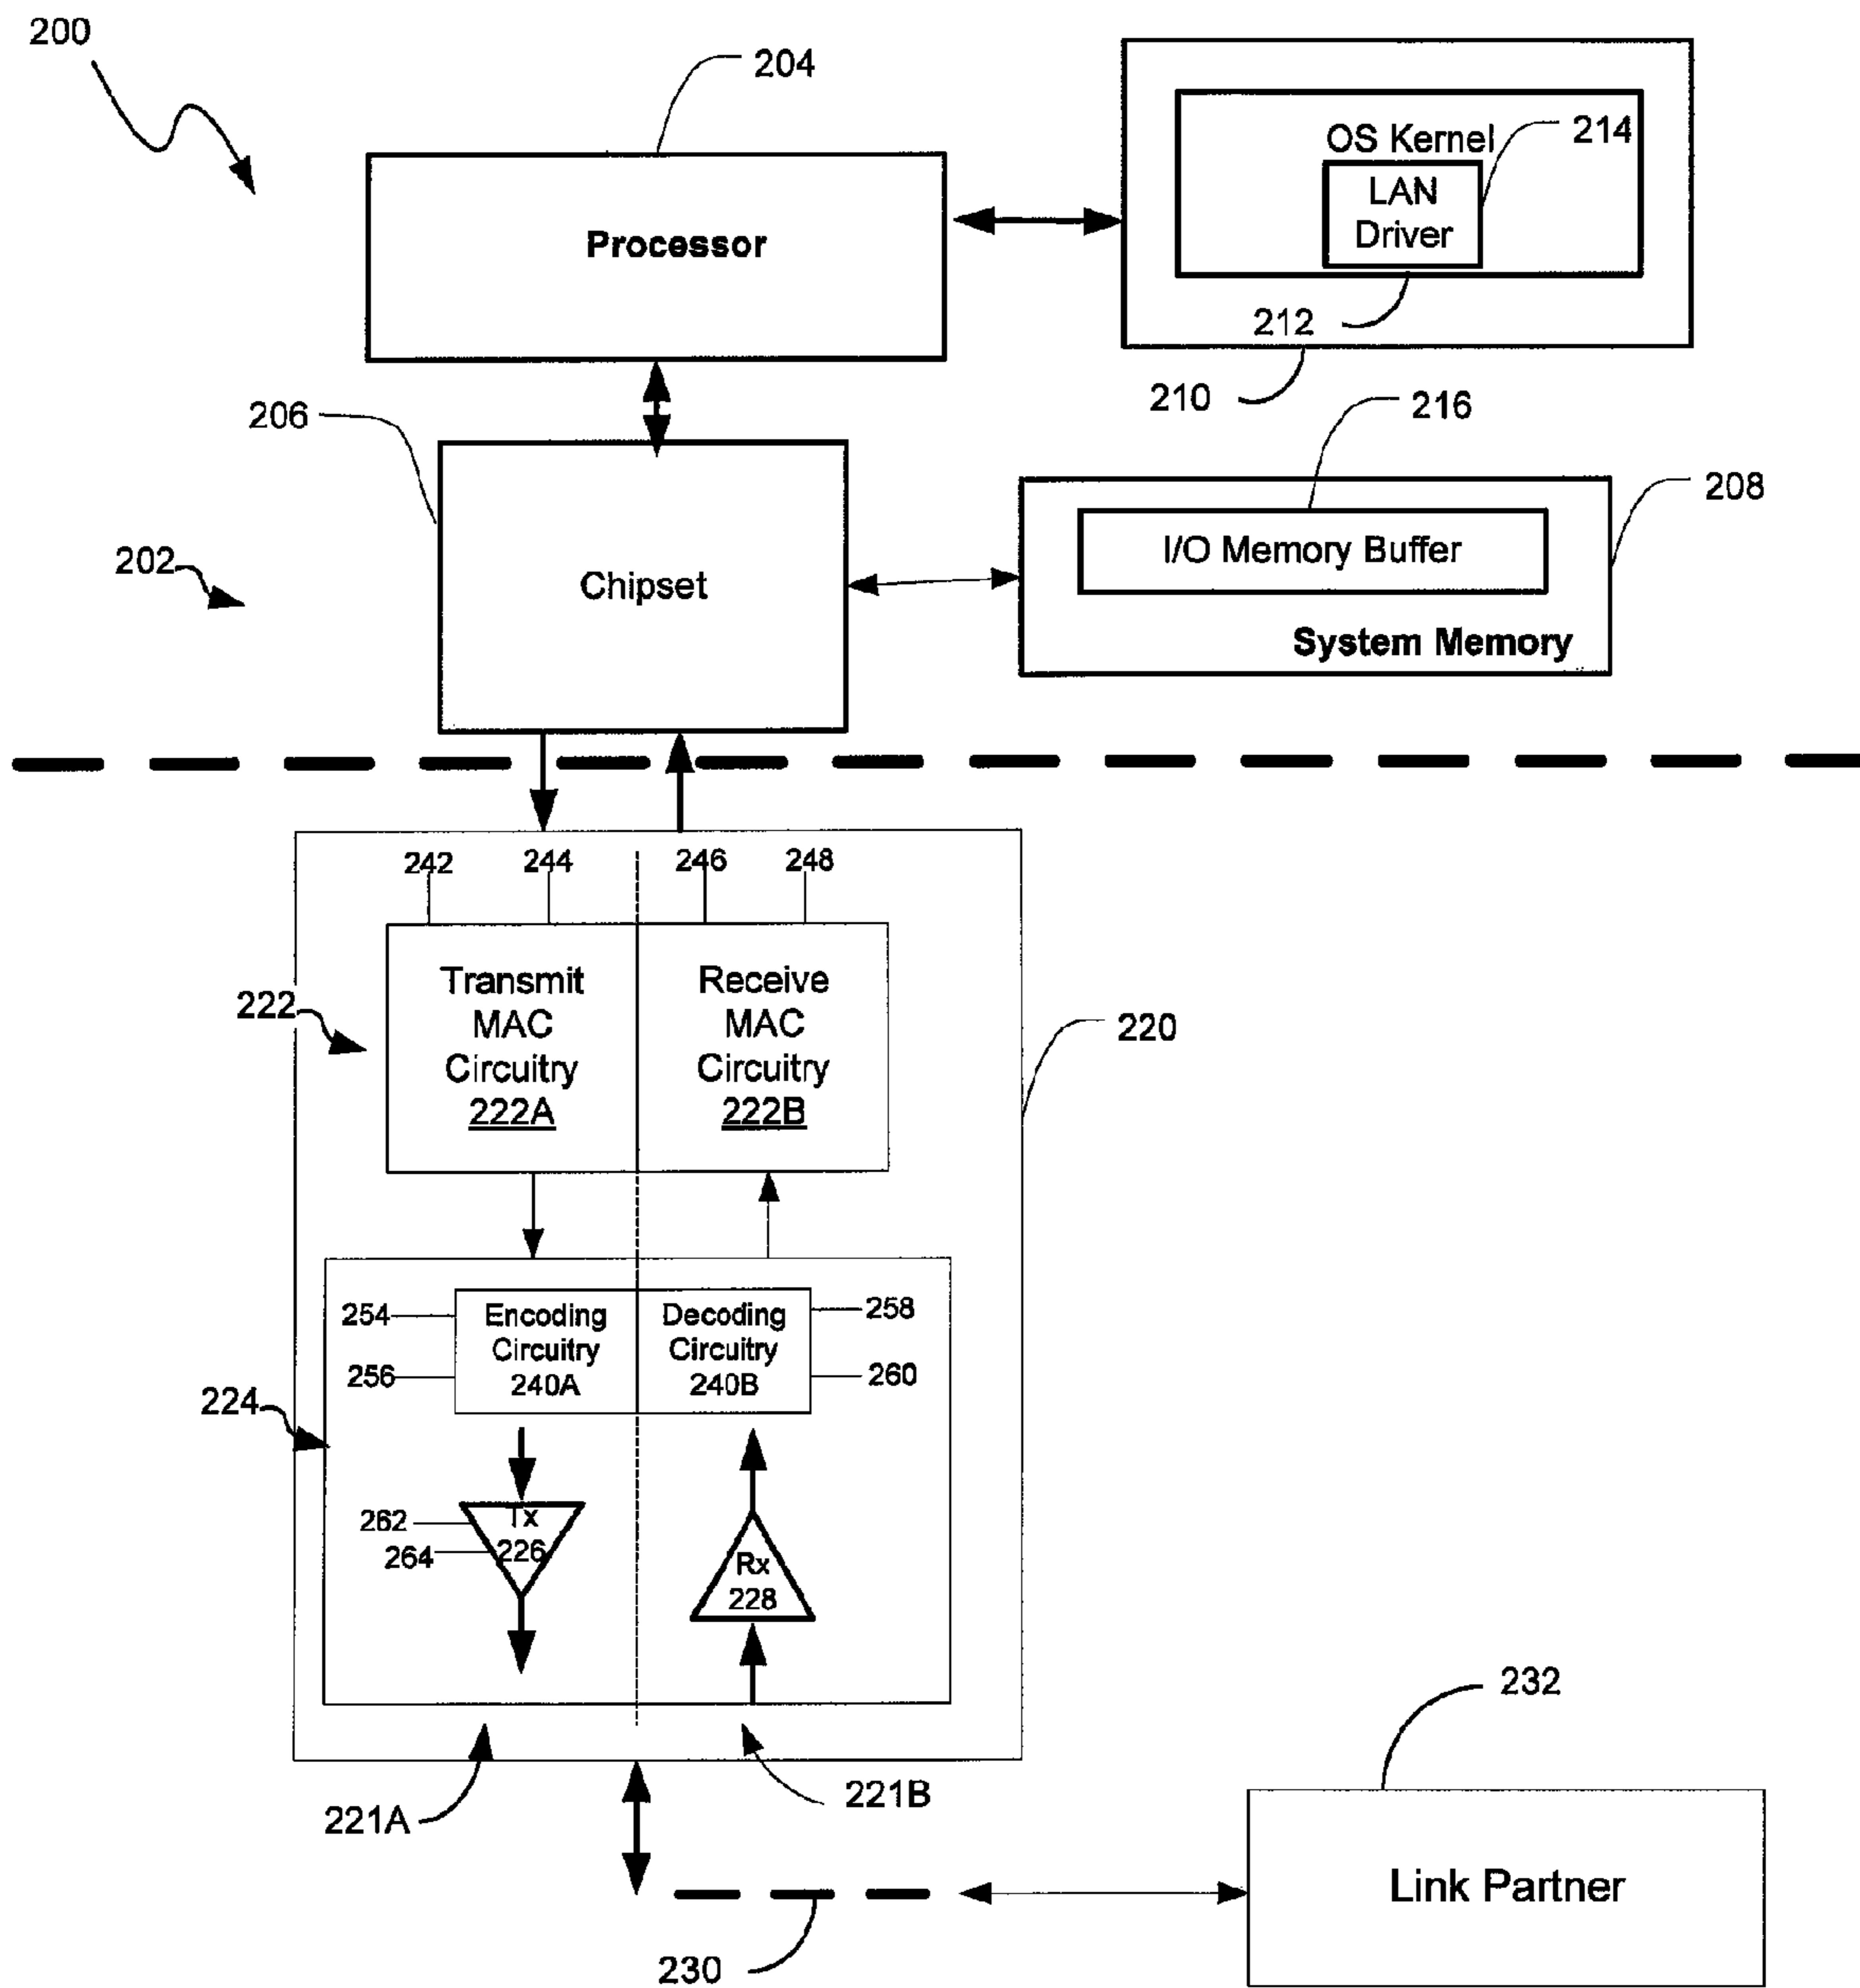 200
204
OS Kernel
214
LAN
Driver
Processor
212
210
216
206
208
I/O Memory Buffer
202
Chipset
System Memory
242
244
246
248
Transmit
MAC
Circuitry
222A
Receive
MAC
Circuitry
222B
222
220
254
Encoding
Circuitry
240A
Decoding
Circuitry
240B
258
256
260
224
262
264
Tx
226
Rx
228
232
221A
221B
Link Partner
230